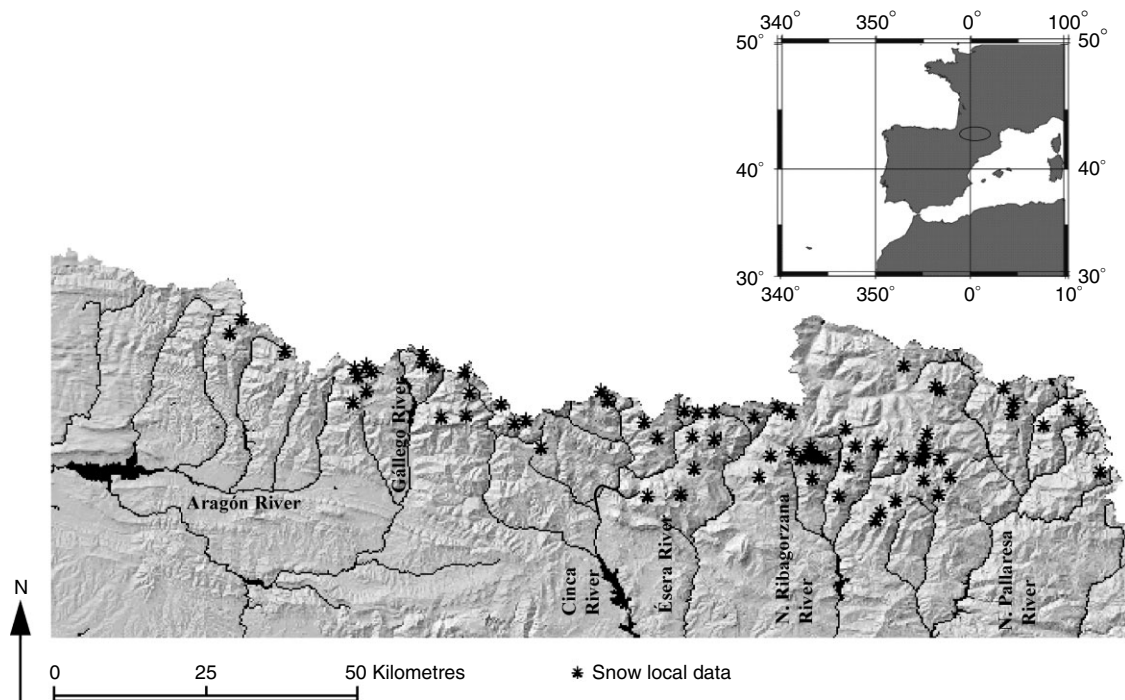 340° 350° 0° 100°
50° 50°
40° 40°
30° 30°
340° 350° 0° 10°
Gállego River
Aragón River
Cinca
River
Ésera River
N. Ribagorzana
River
N. Pallaresa
River
N
0 25 50 Kilometres
Snow local data